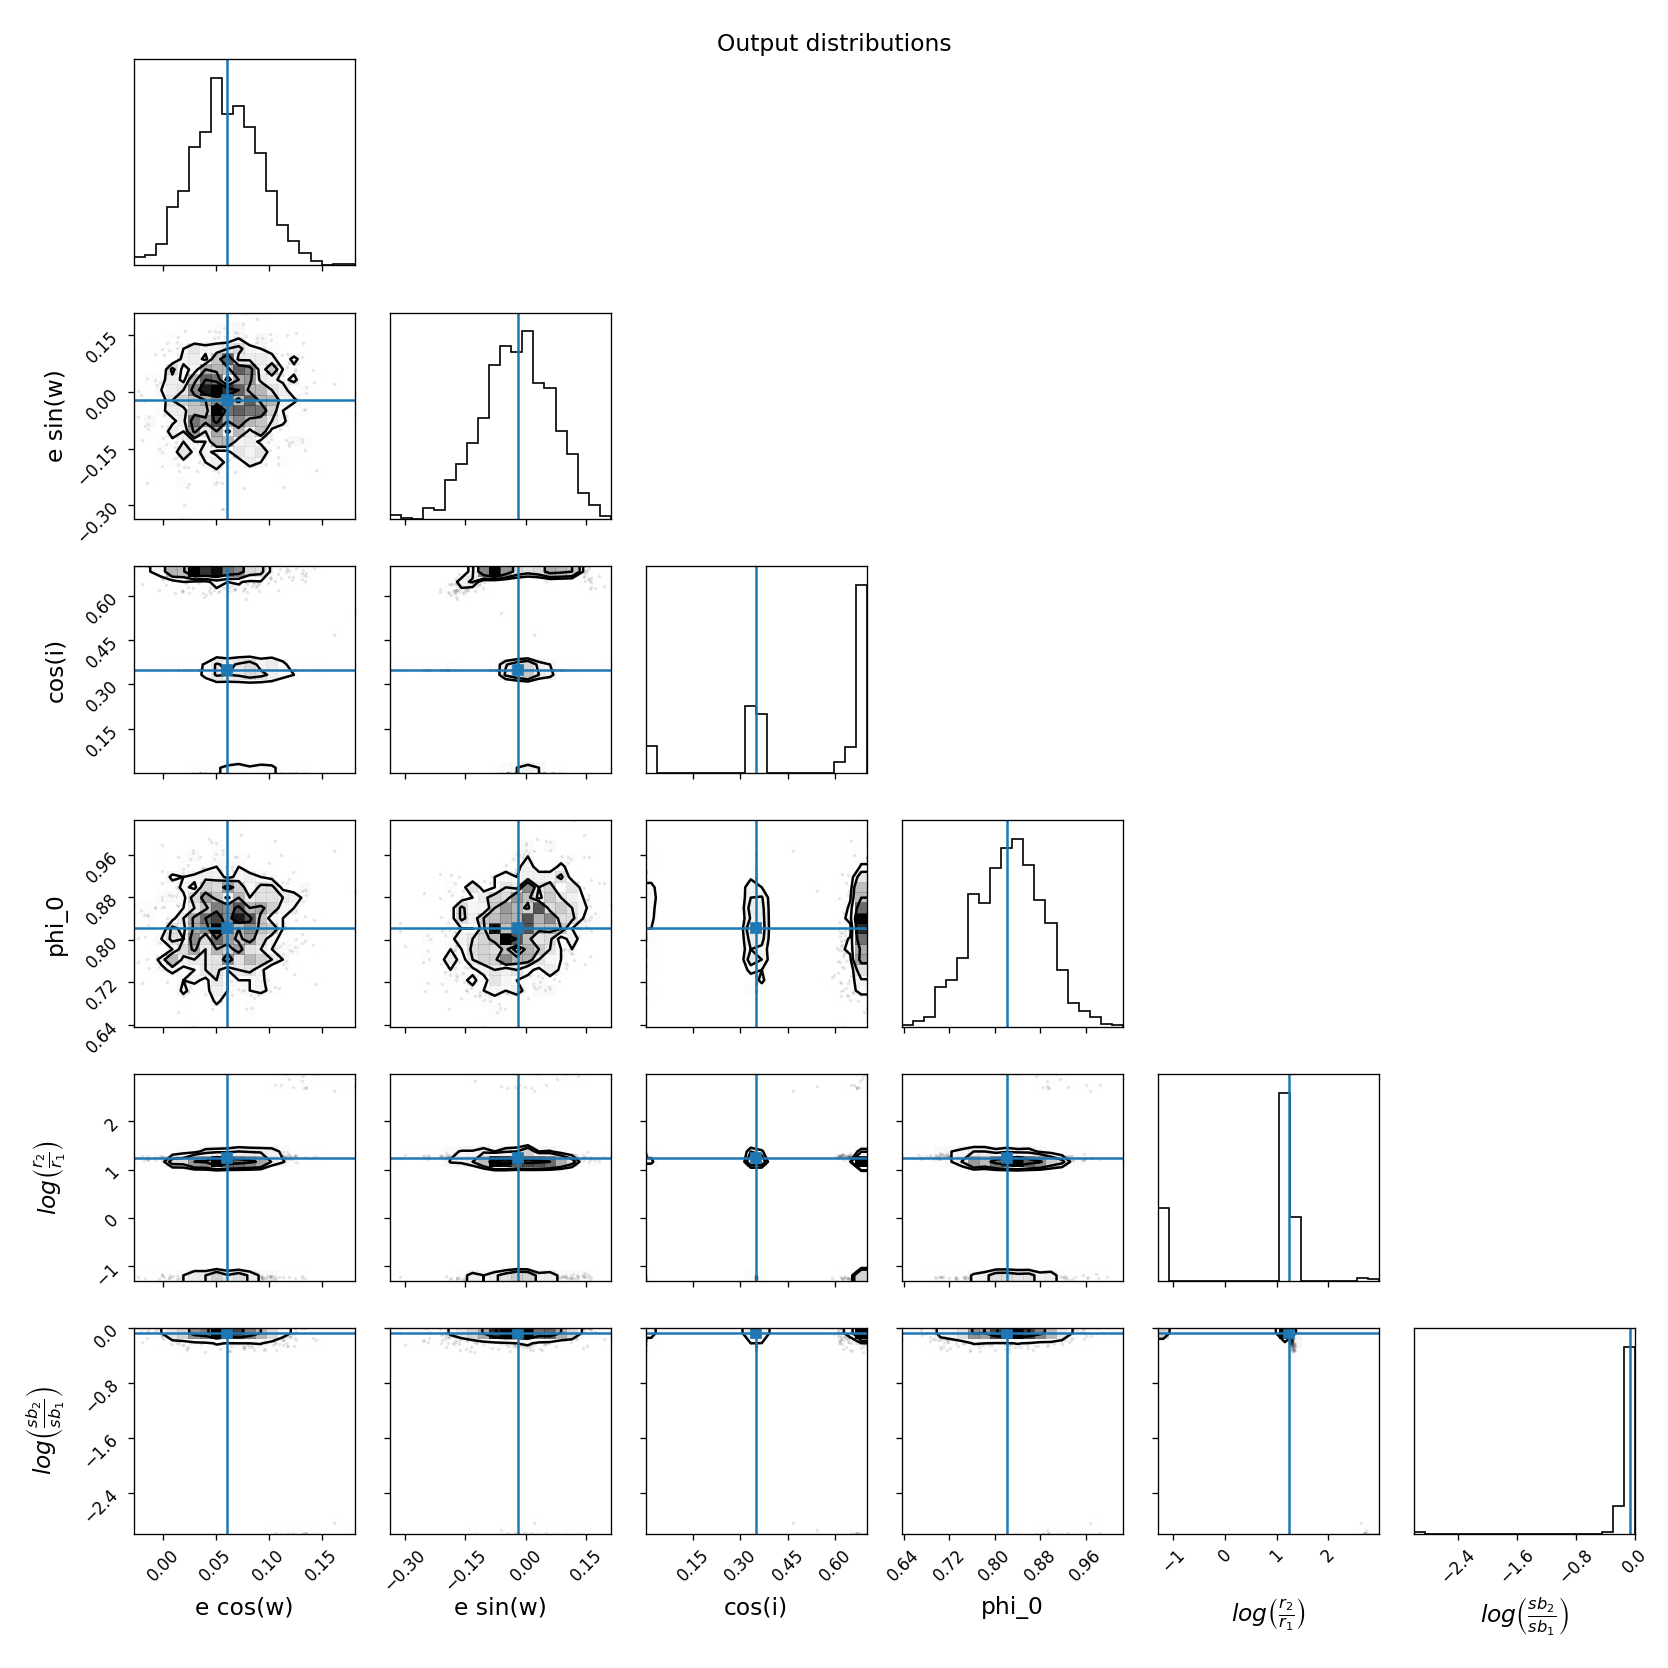 Output distributions
0.15
0.00
−0.15
−0.30
e sin(w)
0.60
0.45
0.30
0.15
cos(i)
0.96
0.88
0.80
0.72
0.64
phi_0
2
1
0
−1
log(r₂/r₁)
0.0
−0.8
−1.6
−2.4
log(sb₂/sb₁)
0.00 0.05 0.10 0.15 −0.30 −0.15 0.00 0.15 0.15 0.30 0.45 0.60 0.64 0.72 0.80 0.88 0.96 −1 0 1 2 −2.4 −1.6 −0.8 0.0
e cos(w) e sin(w) cos(i) phi_0 log(r₂/r₁) log(sb₂/sb₁)